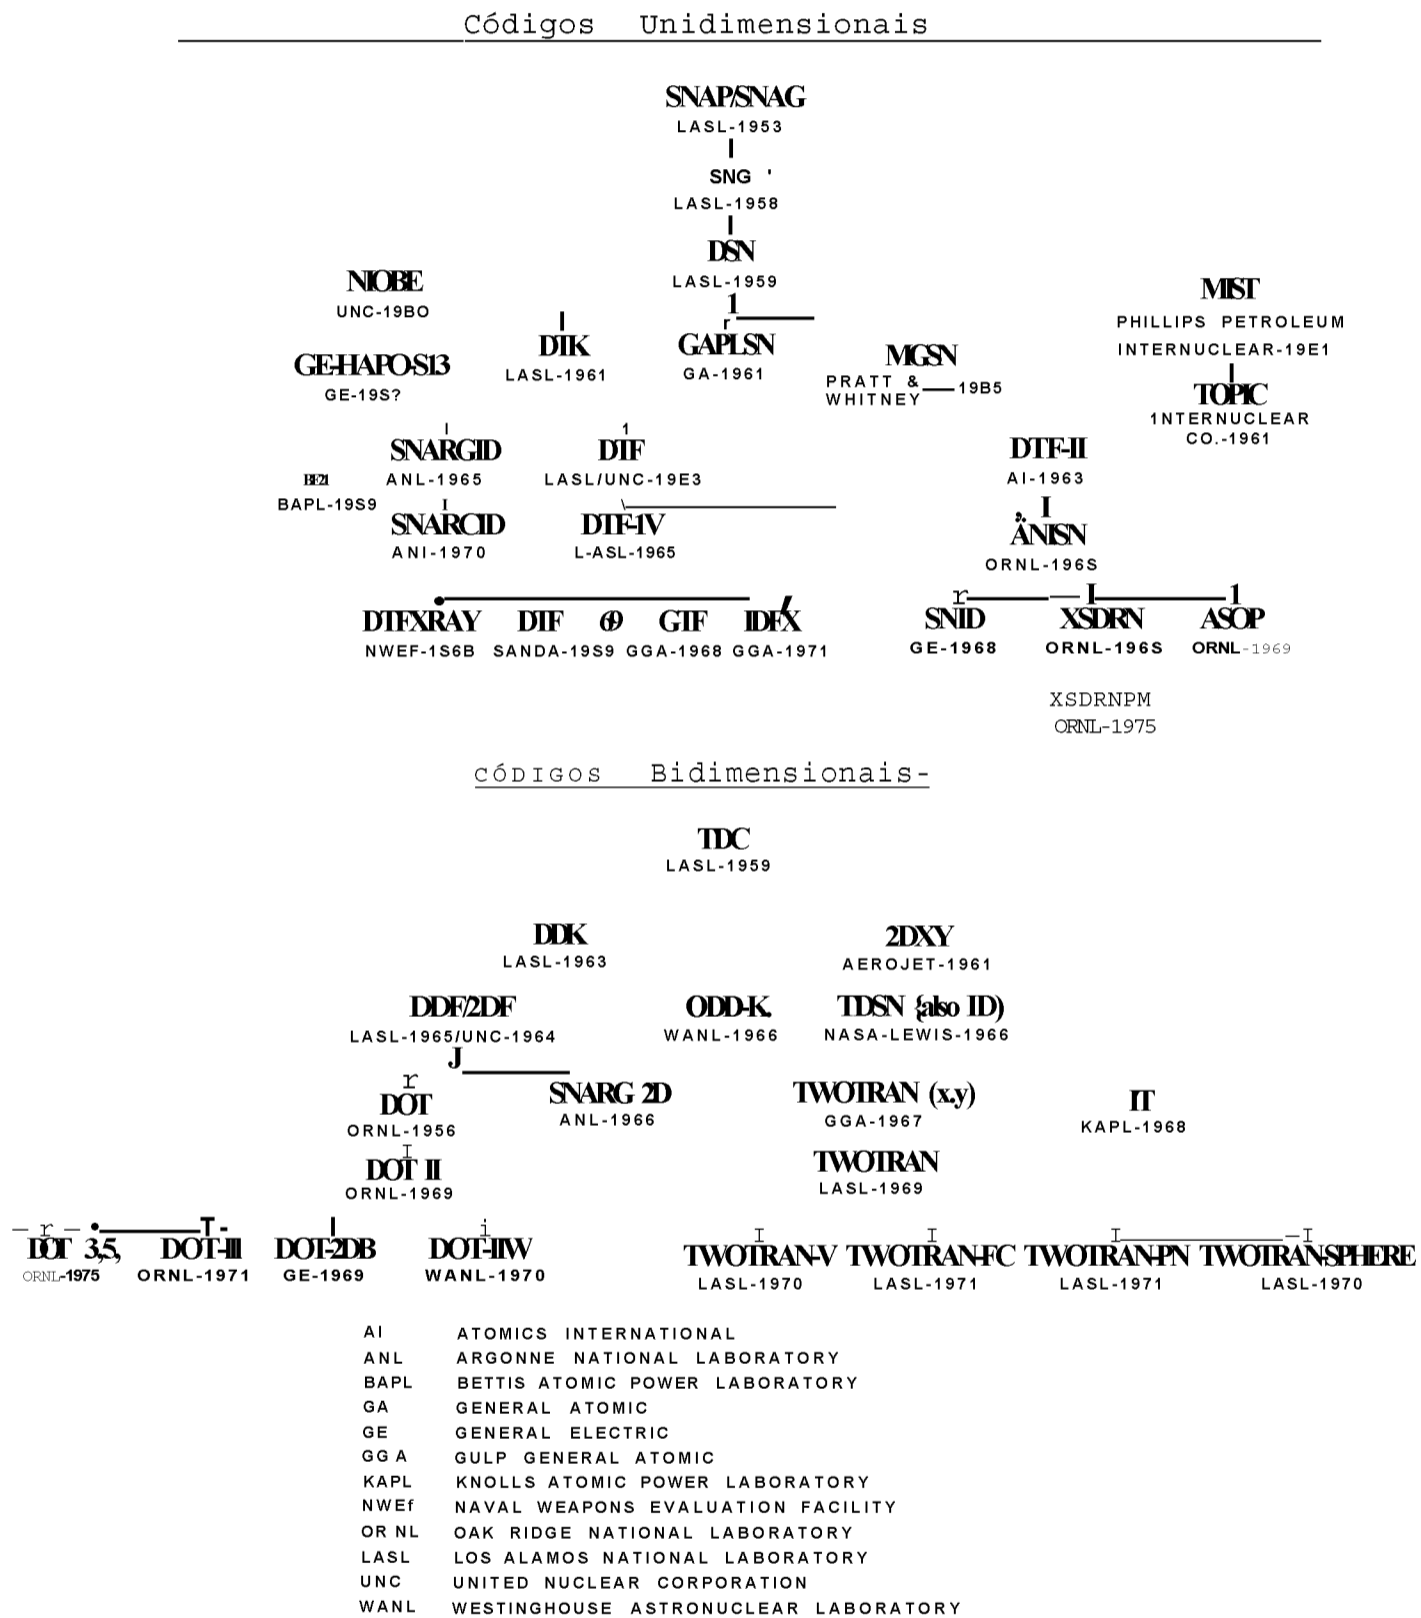 Códigos Unidimensionais
SNAP/SNAG
LASL-1953
SNG '
LASL-1958
DSN
LASL-1959
NIOBE
UNC-19BO
MIST
PHILLIPS PETROLEUM
INTERNUCLEAR-19E1
DTK
LASL-1961
GAPLSN
GA-1961
MGSN
PRATT &
WHITNEY — 19B5
GE-HAPO-S13
GE-19S?
TOPIC
1NTERNUCLEAR
CO.-1961
SNARGID
ANL-1965
DTF
LASL/UNC-19E3
DTF-II
AI-1963
BE21
BAPL-19S9
SNARCID
ANI-1970
DTF-1V
L-ASL-1965
ÄNISN
ORNL-196S
DTFXRAY DTF 69 GTF IDFX
NWEF-1S6B SANDA-19S9 GGA-1968 GGA-1971
SNID XSDRN ASOP
GE-1968 ORNL-196S ORNL-1969
XSDRNPM
ORNL-1975
CÓDIGOS Bidimensionais-
TDC
LASL-1959
DDK 2DXY
LASL-1963 AEROJET-1961
DDF/2DF ODD-K. TDSN {also ID)
LASL-1965/UNC-1964 WANL-1966 NASA-LEWIS-1966
DOT SNARG 2D TWOTRAN (x.y) IT
ORNL-1956 ANL-1966 GGA-1967 KAPL-1968
DOT II TWOTRAN
ORNL-1969 LASL-1969
DOT 3,5, DOT-III DOT-2DB DOT-IIW TWOTRAN-V TWOTRAN-FC TWOTRAN-PN TWOTRAN-SPHERE
ORNL-1975 ORNL-1971 GE-1969 WANL-1970 LASL-1970 LASL-1971 LASL-1971 LASL-1970
AI ATOMICS INTERNATIONAL
ANL ARGONNE NATIONAL LABORATORY
BAPL BETTIS ATOMIC POWER LABORATORY
GA GENERAL ATOMIC
GE GENERAL ELECTRIC
GG A GULP GENERAL ATOMIC
KAPL KNOLLS ATOMIC POWER LABORATORY
NWEf NAVAL WEAPONS EVALUATION FACILITY
OR NL OAK RIDGE NATIONAL LABORATORY
LASL LOS ALAMOS NATIONAL LABORATORY
UNC UNITED NUCLEAR CORPORATION
WANL WESTINGHOUSE ASTRONUCLEAR LABORATORY